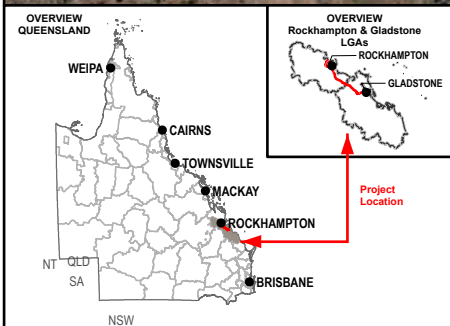 OVERVIEW
QUEENSLAND
WEIPA
CAIRNS
TOWNSVILLE
MACKAY
ROCKHAMPTON
BRISBANE
NT
QLD
SA
NSW
OVERVIEW
Rockhampton & Gladstone
LGAs
ROCKHAMPTON
GLADSTONE
Project
Location